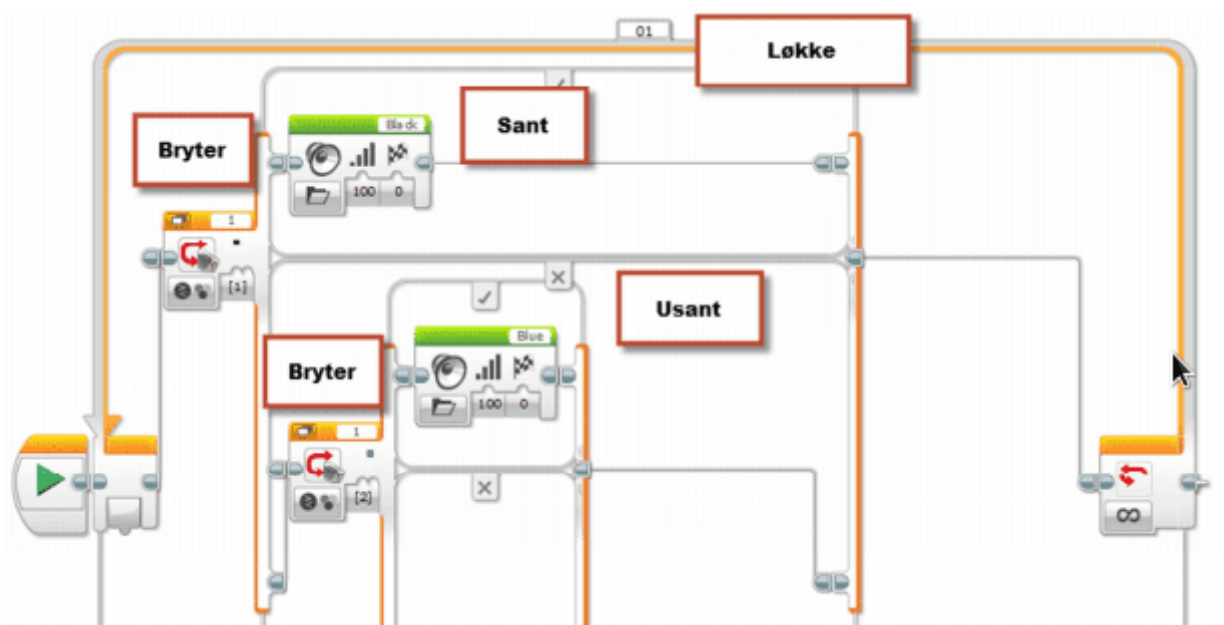 01
Løkke
Black
Sant
Bryter
100 0
1
[1]
Usant
Blue
Bryter
100 0
1
[2]